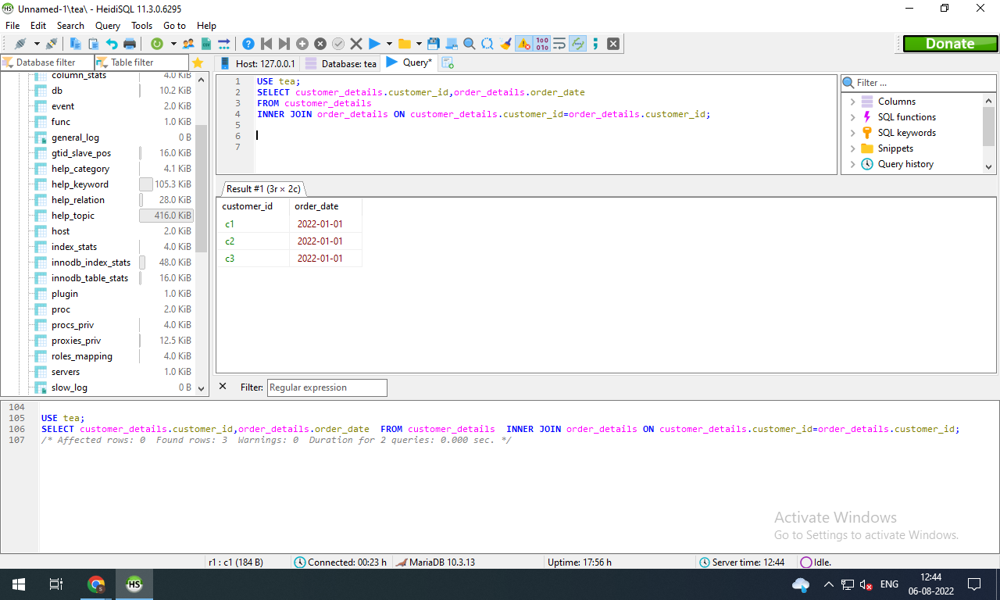 Unnamed-1\tea\ - HeidiSQL 11.3.0.6295
File Edit Search Query Tools Go to Help
Donate
Database filter Table filter Host: 127.0.0.1 Database: tea Query*
column_stats 4.0 KiB
db 10.2 KiB
event 2.0 KiB
func 1.0 KiB
general_log 0 B
gtid_slave_pos 16.0 KiB
help_category 4.1 KiB
help_keyword 105.3 KiB
help_relation 28.0 KiB
help_topic 416.0 KiB
host 2.0 KiB
index_stats 4.0 KiB
innodb_index_stats 48.0 KiB
innodb_table_stats 16.0 KiB
plugin 1.0 KiB
proc 2.0 KiB
procs_priv 4.0 KiB
proxies_priv 12.5 KiB
roles_mapping 4.0 KiB
servers 1.0 KiB
slow_log 0 B
1 USE tea;
2 SELECT customer_details.customer_id,order_details.order_date
3 FROM customer_details
4 INNER JOIN order_details ON customer_details.customer_id=order_details.customer_id;
5
6
7
Filter ...
Columns
SQL functions
SQL keywords
Snippets
Query history
Result #1 (3r × 2c)
customer_id order_date
c1 2022-01-01
c2 2022-01-01
c3 2022-01-01
Filter: Regular expression
104
105 USE tea;
106 SELECT customer_details.customer_id,order_details.order_date FROM customer_details INNER JOIN order_details ON customer_details.customer_id=order_details.customer_id;
107 /* Affected rows: 0 Found rows: 3 Warnings: 0 Duration for 2 queries: 0.000 sec. */
Activate Windows
Go to Settings to activate Windows.
r1 : c1 (184 B) Connected: 00:23 h MariaDB 10.3.13 Uptime: 17:56 h Server time: 12:44 Idle.
HS ENG 12:44
06-08-2022